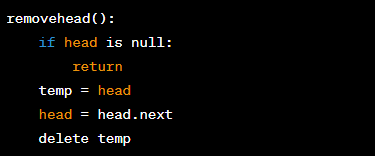 removehead():
    if head is null:
        return
    temp = head
    head = head.next
    delete temp